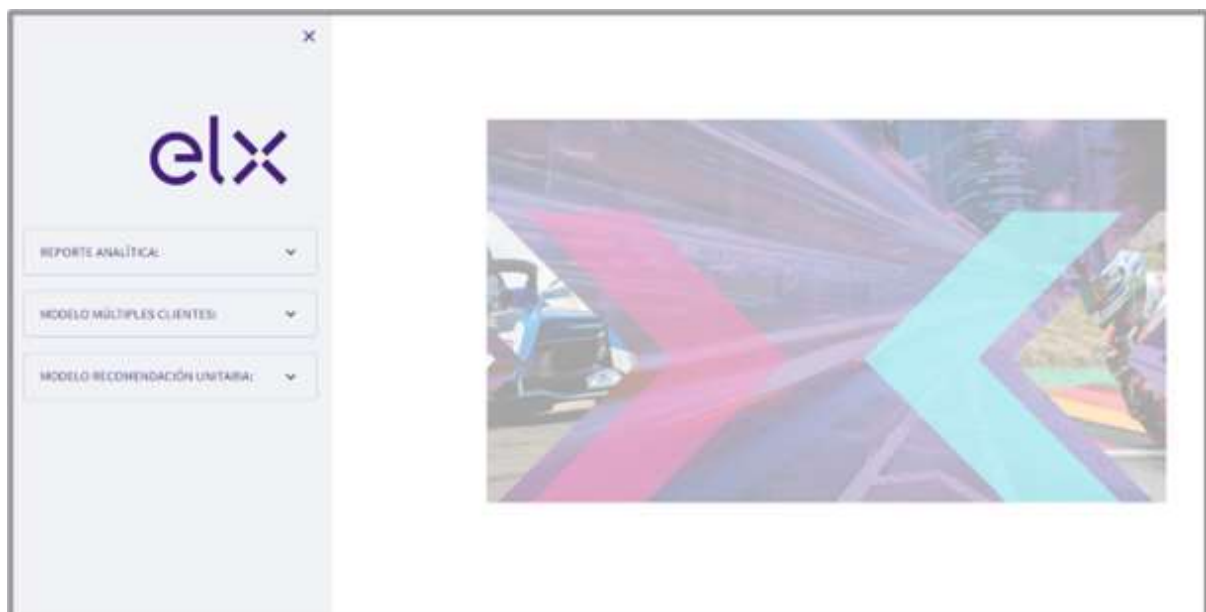 elx
REPORTE ANALÍTICA:
MODELO MÚLTIPLES CLIENTES:
MODELO RECOMENDACIÓN UNITARIA: